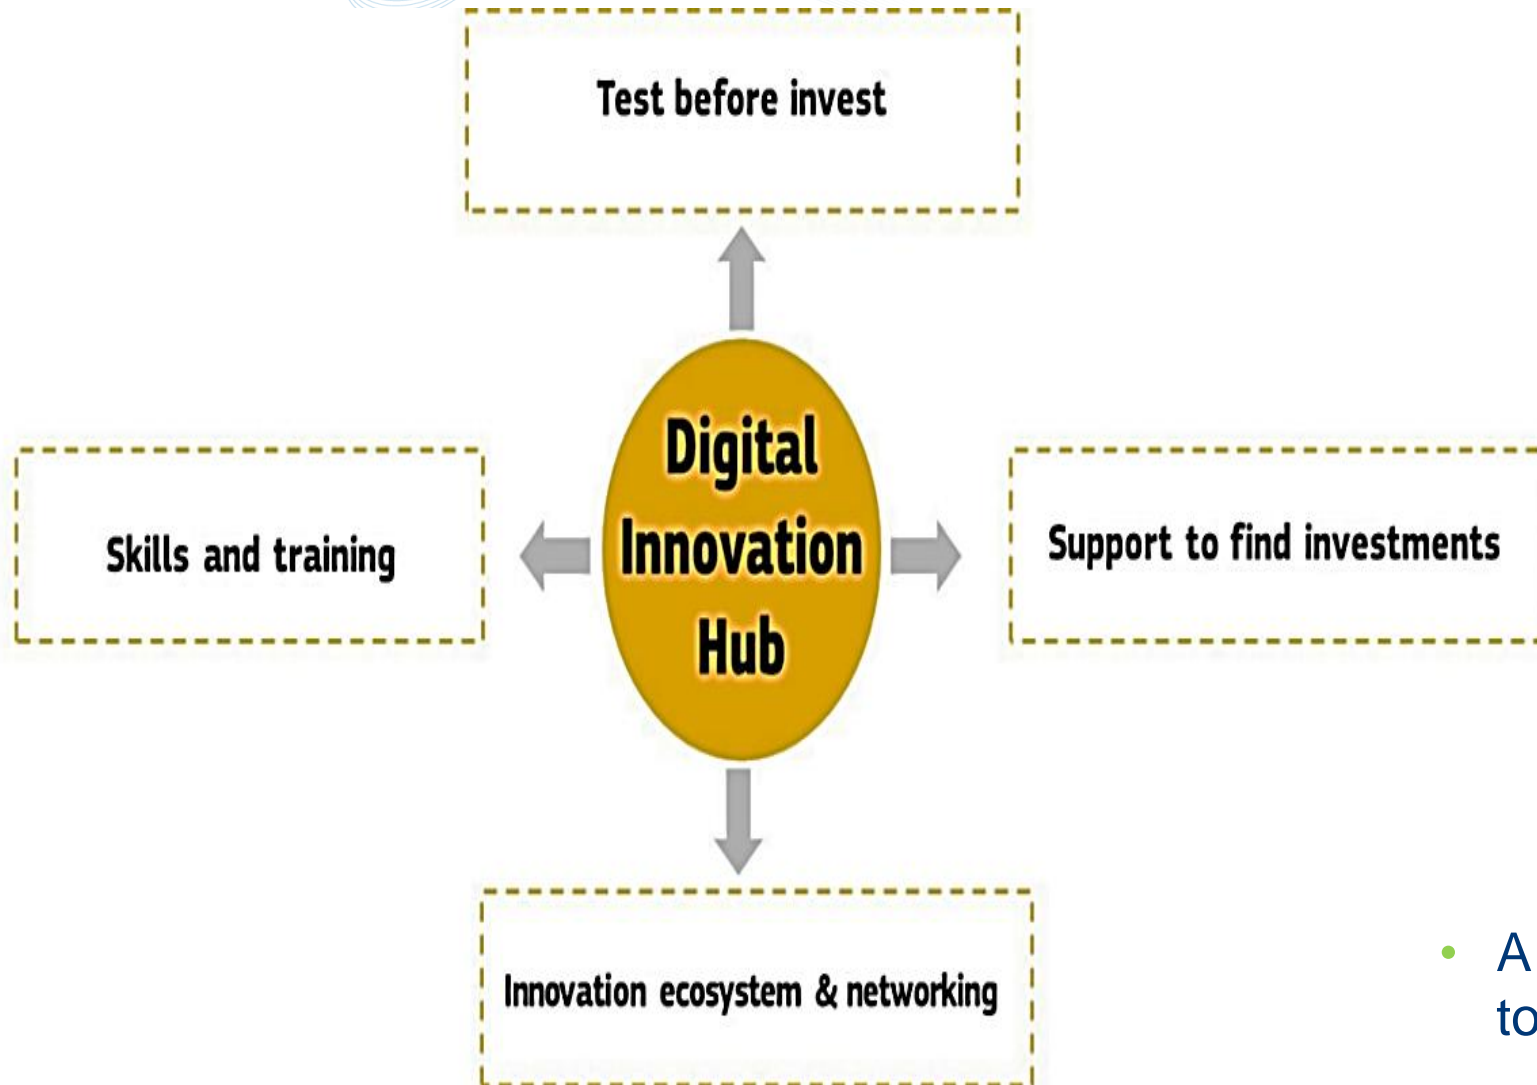 Test before invest
Digital
Innovation
Hub
Skills and training
Support to find investments
Innovation ecosystem & networking
• A
to